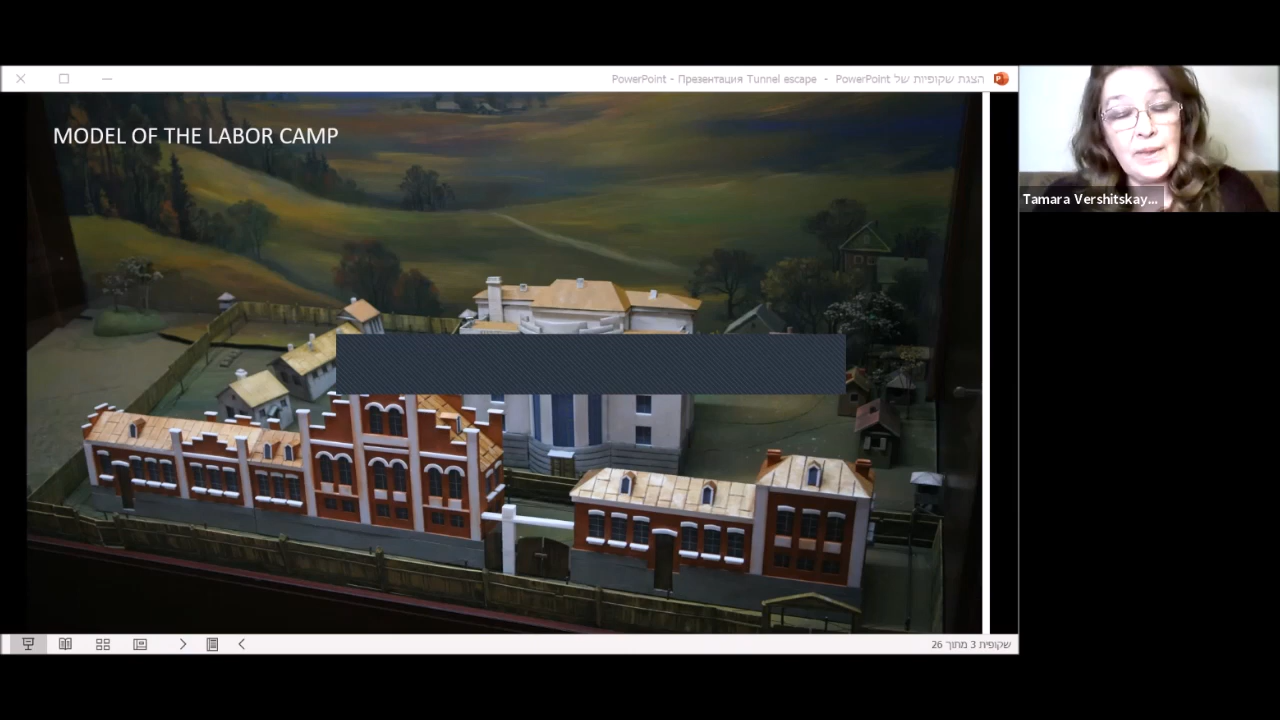 PowerPoint - Презентация Tunnel escape - PowerPoint הצגת שקופיות של
MODEL OF THE LABOR CAMP
Tamara Vershitskay...
שקופית 3 מתוך 26